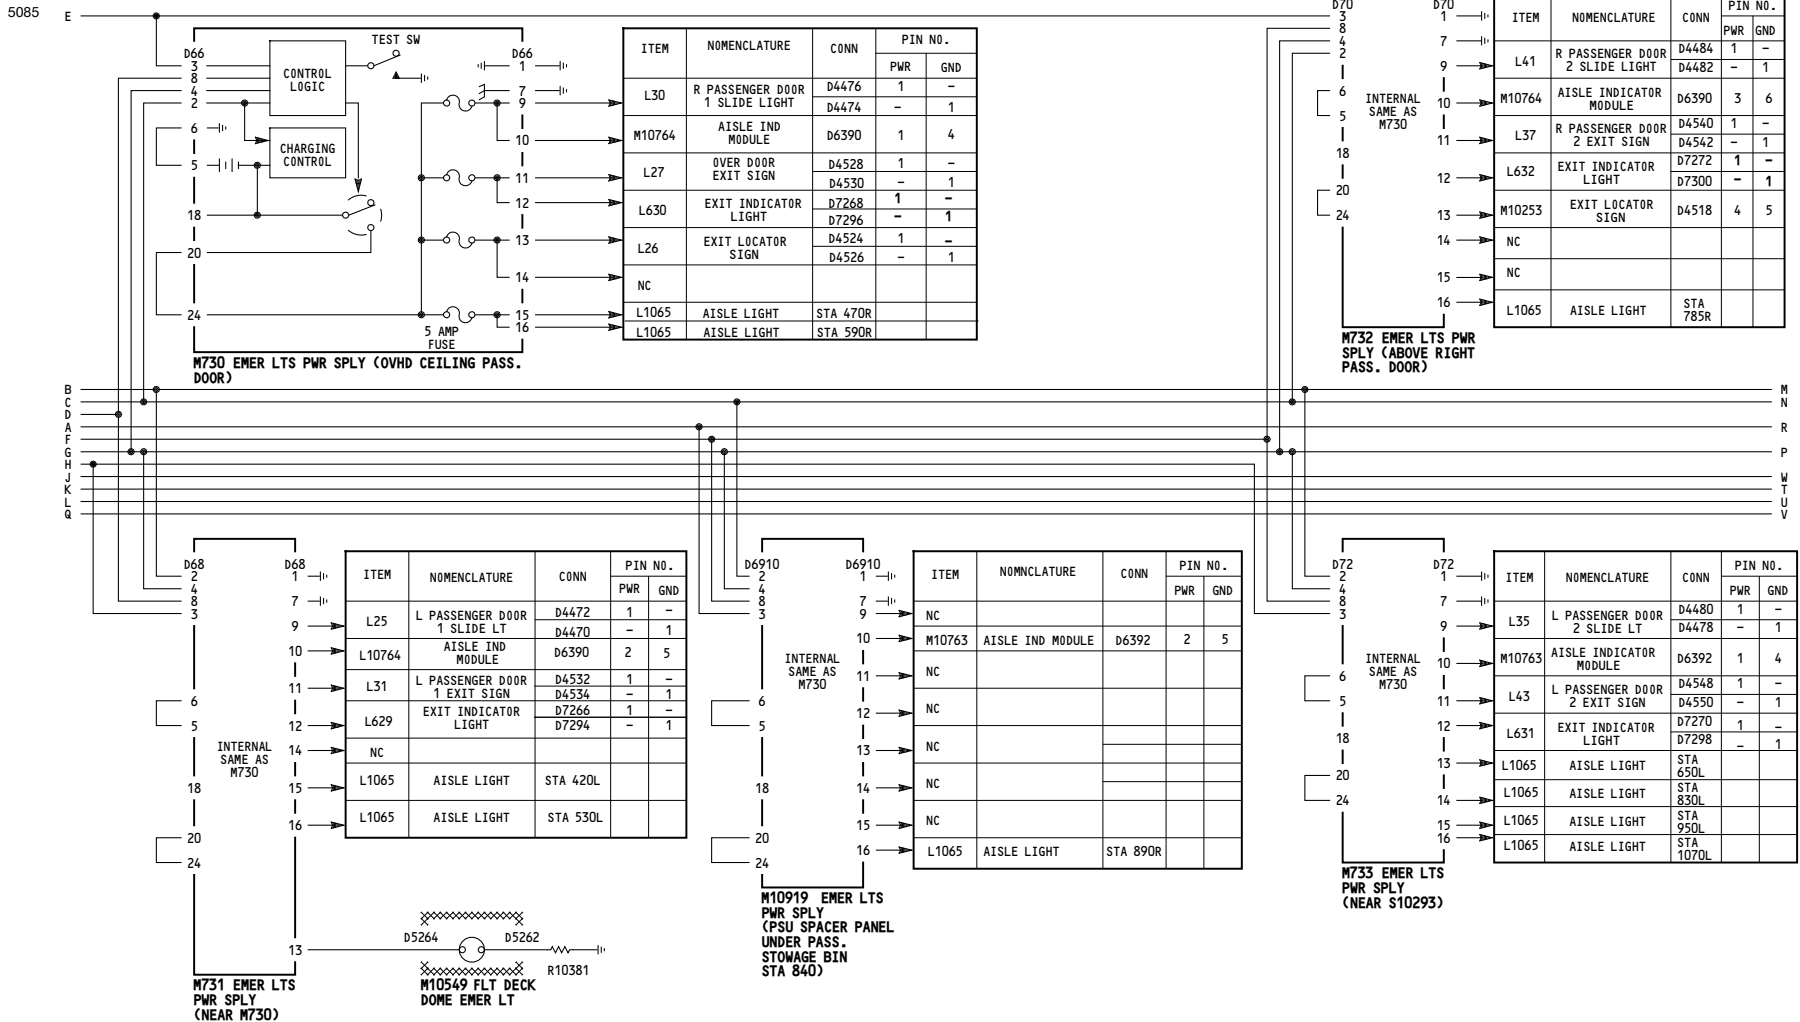 5085
E
D66
3
8
4
2
6
5
18
20
24
CONTROL
LOGIC
CHARGING
CONTROL
TEST SW
D66
1
7
9
10
11
12
13
14
15
16
5 AMP
FUSE
M730 EMER LTS PWR SPLY (OVHD CEILING PASS.
DOOR)
ITEM NOMENCLATURE CONN PIN NO.
PWR GND
L30 R PASSENGER DOOR D4476 1 –
1 SLIDE LIGHT D4474 – 1
M10764 AISLE IND D6390 1 4
MODULE
L27 OVER DOOR D4528 1 –
EXIT SIGN D4530 – 1
L630 EXIT INDICATOR D7268 1 –
LIGHT D7296 – 1
L26 EXIT LOCATOR D4524 1 –
SIGN D4526 – 1
NC
L1065 AISLE LIGHT STA 470R
L1065 AISLE LIGHT STA 590R
D70
3
8
4
2
6
5
18
20
24
INTERNAL
SAME AS
M730
D70
1
7
9
10
11
12
13
14
15
16
M732 EMER LTS PWR
SPLY (ABOVE RIGHT
PASS. DOOR)
PIN NO.
ITEM NOMENCLATURE CONN PWR GND
L41 R PASSENGER DOOR D4484 1 –
2 SLIDE LIGHT D4482 – 1
M10764 AISLE INDICATOR D6390 3 6
MODULE
L37 R PASSENGER DOOR D4540 1 –
2 EXIT SIGN D4542 – 1
L632 EXIT INDICATOR D7272 1 –
LIGHT D7300 – 1
M10253 EXIT LOCATOR D4518 4 5
SIGN
NC
NC
L1065 AISLE LIGHT STA
785R
B M
C N
D
A R
F
G P
H
J W
K T
L U
Q V
D68
2
4
8
3
6
5
18
20
24
INTERNAL
SAME AS
M730
D68
1
7
9
10
11
12
14
15
16
13
M731 EMER LTS
PWR SPLY
(NEAR M730)
D5264 D5262
R10381
M10549 FLT DECK
DOME EMER LT
ITEM NOMENCLATURE CONN PIN NO.
PWR GND
L25 L PASSENGER DOOR D4472 1 –
1 SLIDE LT D4470 – 1
L10764 AISLE IND D6390 2 5
MODULE
L31 L PASSENGER DOOR D4532 1 –
1 EXIT SIGN D4534 – 1
L629 EXIT INDICATOR D7266 1 –
LIGHT D7294 – 1
NC
L1065 AISLE LIGHT STA 420L
L1065 AISLE LIGHT STA 530L
D6910
2
4
8
3
6
5
18
20
24
INTERNAL
SAME AS
M730
D6910
1
7
9
10
11
12
13
14
15
16
M10919 EMER LTS
PWR SPLY
(PSU SPACER PANEL
UNDER PASS.
STOWAGE BIN
STA 840)
ITEM NOMNCLATURE CONN PIN NO.
PWR GND
NC
M10763 AISLE IND MODULE D6392 2 5
NC
NC
NC
NC
NC
L1065 AISLE LIGHT STA 890R
D72
2
4
8
3
6
5
18
20
24
INTERNAL
SAME AS
M730
D72
1
7
9
10
11
12
13
14
15
16
M733 EMER LTS
PWR SPLY
(NEAR S10293)
ITEM NOMENCLATURE CONN PIN NO.
PWR GND
L35 L PASSENGER DOOR D4480 1 –
2 SLIDE LT D4478 – 1
M10763 AISLE INDICATOR D6392 1 4
MODULE
L43 L PASSENGER DOOR D4548 1 –
2 EXIT SIGN D4550 – 1
L631 EXIT INDICATOR D7270 1 –
LIGHT D7298 – 1
L1065 AISLE LIGHT STA
650L
L1065 AISLE LIGHT STA
830L
L1065 AISLE LIGHT STA
950L
L1065 AISLE LIGHT STA
1070L